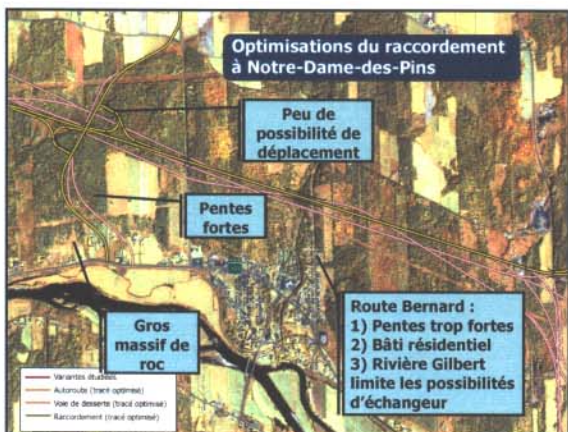 Optimisations du raccordement
à Notre-Dame-des-Pins
Peu de
possibilité de
déplacement
Pentes
fortes
Gros
massif de
roc
Route Bernard :
1) Pentes trop fortes
2) Bâti résidentiel
3) Rivière Gilbert
limite les possibilités
d'échangeur
Variantes étudiées
Autoroute (tracé optimisé)
Voie de desserte (tracé optimisé)
Raccordement (tracé optimisé)